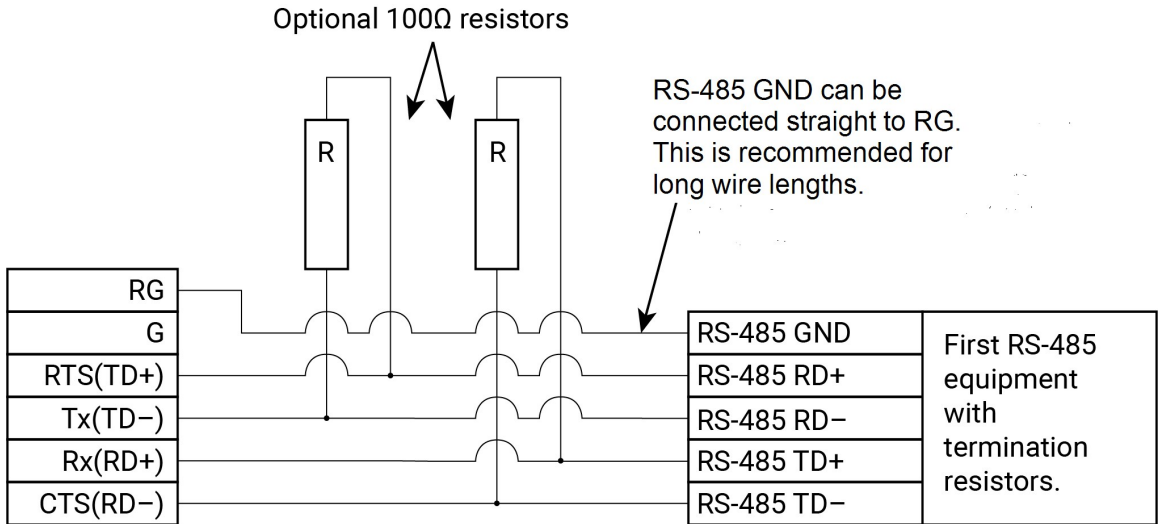 Optional 100Ω resistors
RS-485 GND can be
connected straight to RG.
This is recommended for
long wire lengths.
R
R
RG
G
RTS(TD+)
Tx(TD−)
Rx(RD+)
CTS(RD−)
RS-485 GND
RS-485 RD+
RS-485 RD−
RS-485 TD+
RS-485 TD−
First RS-485
equipment
with
termination
resistors.